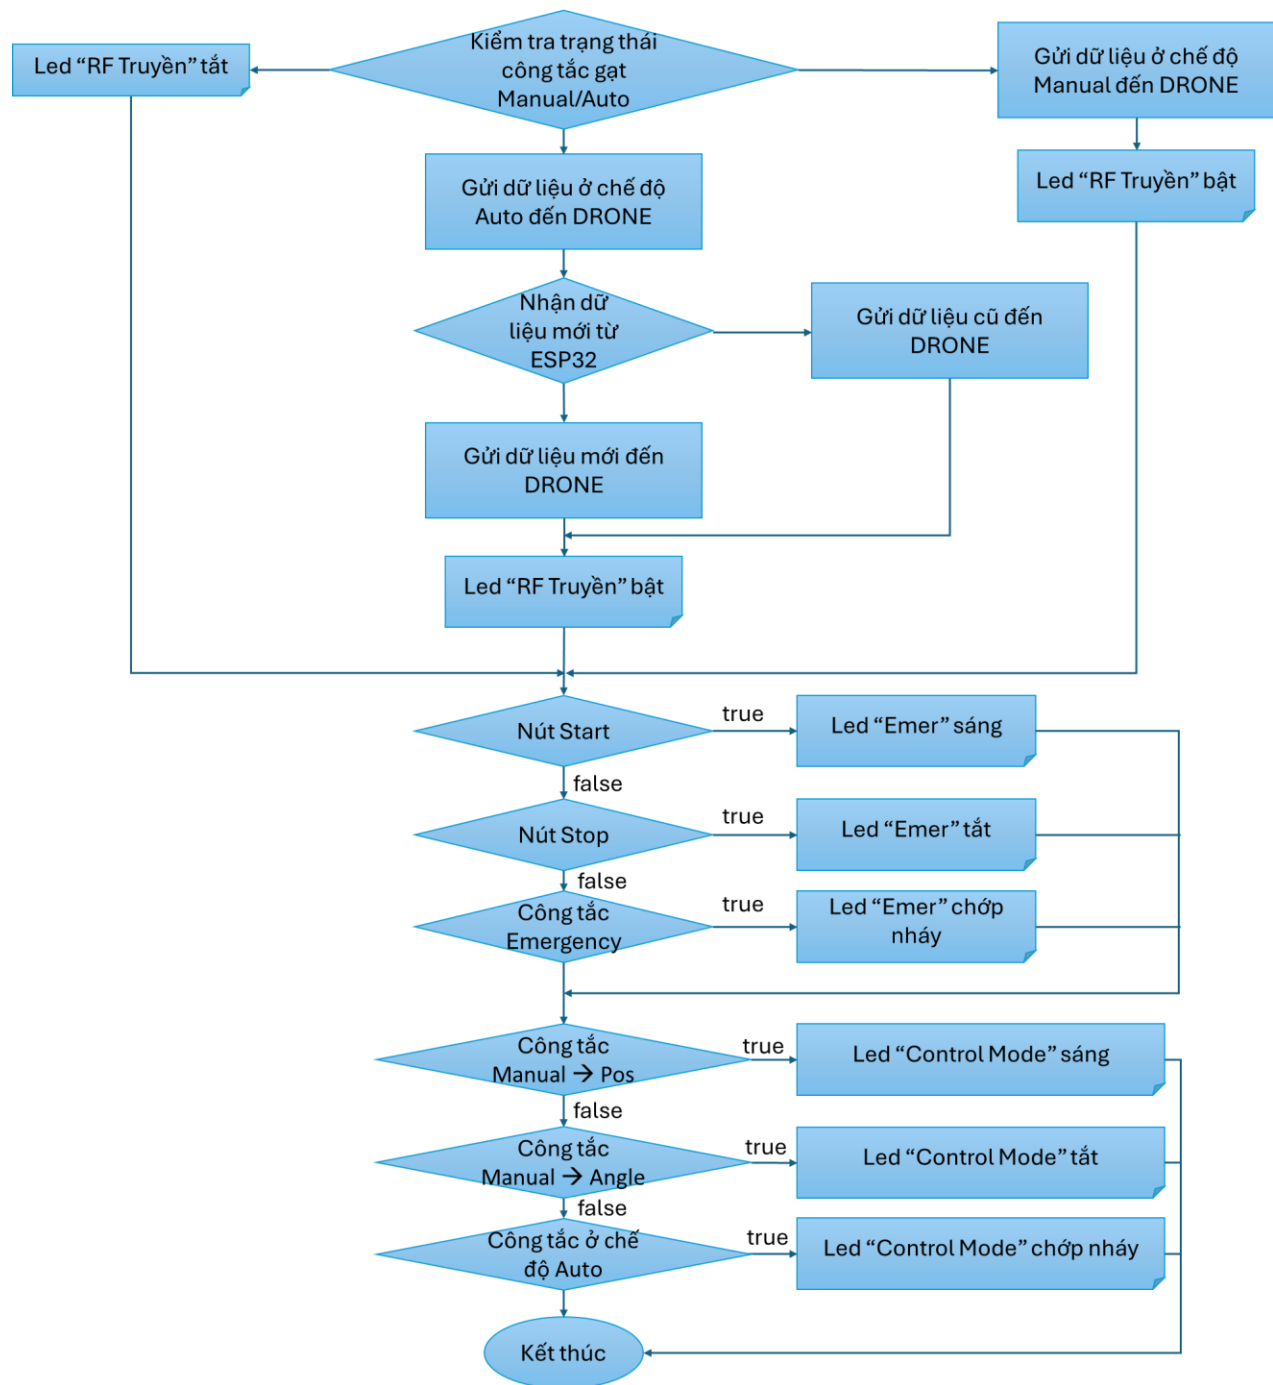 Kiểm tra trạng thái
công tắc gạt
Manual/Auto
Led “RF Truyền” tắt
Gửi dữ liệu ở chế độ
Manual đến DRONE
Led “RF Truyền” bật
Gửi dữ liệu ở chế độ
Auto đến DRONE
Nhận dữ
liệu mới từ
ESP32
Gửi dữ liệu cũ đến
DRONE
Gửi dữ liệu mới đến
DRONE
Led “RF Truyền” bật
Nút Start
true
Led “Emer” sáng
false
Nút Stop
true
Led “Emer” tắt
false
Công tắc
Emergency
true
Led “Emer” chớp
nháy
Công tắc
Manual → Pos
true
Led “Control Mode” sáng
false
Công tắc
Manual → Angle
true
Led “Control Mode” tắt
false
Công tắc ở chế
độ Auto
true
Led “Control Mode” chớp nháy
Kết thúc